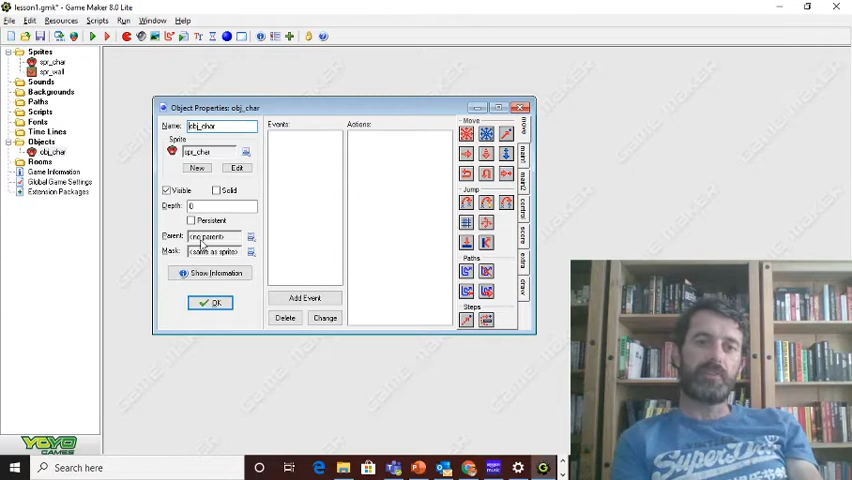 lesson1.gmk* - Game Maker 8.0 Lite
File Edit Resources Scripts Run Window Help
Sprites
spr_char
spr_wall
Sounds
Backgrounds
Paths
Scripts
Fonts
Time Lines
Objects
obj_char
Rooms
Game Information
Global Game Settings
Extension Packages
Object Properties: obj_char
Name: obj_char
Sprite
spr_char
New Edit
Visible Solid
Depth: 0
Persistent
Parent: <no parent>
Mask: <same as sprite>
Show Information
OK
Events:
Add Event
Delete Change
Actions:
Move
Jump
Paths
Steps
move
main1
main2
control
score
extra
draw
YOYO
GAMES
Search here
GAME MAKER
Superdry